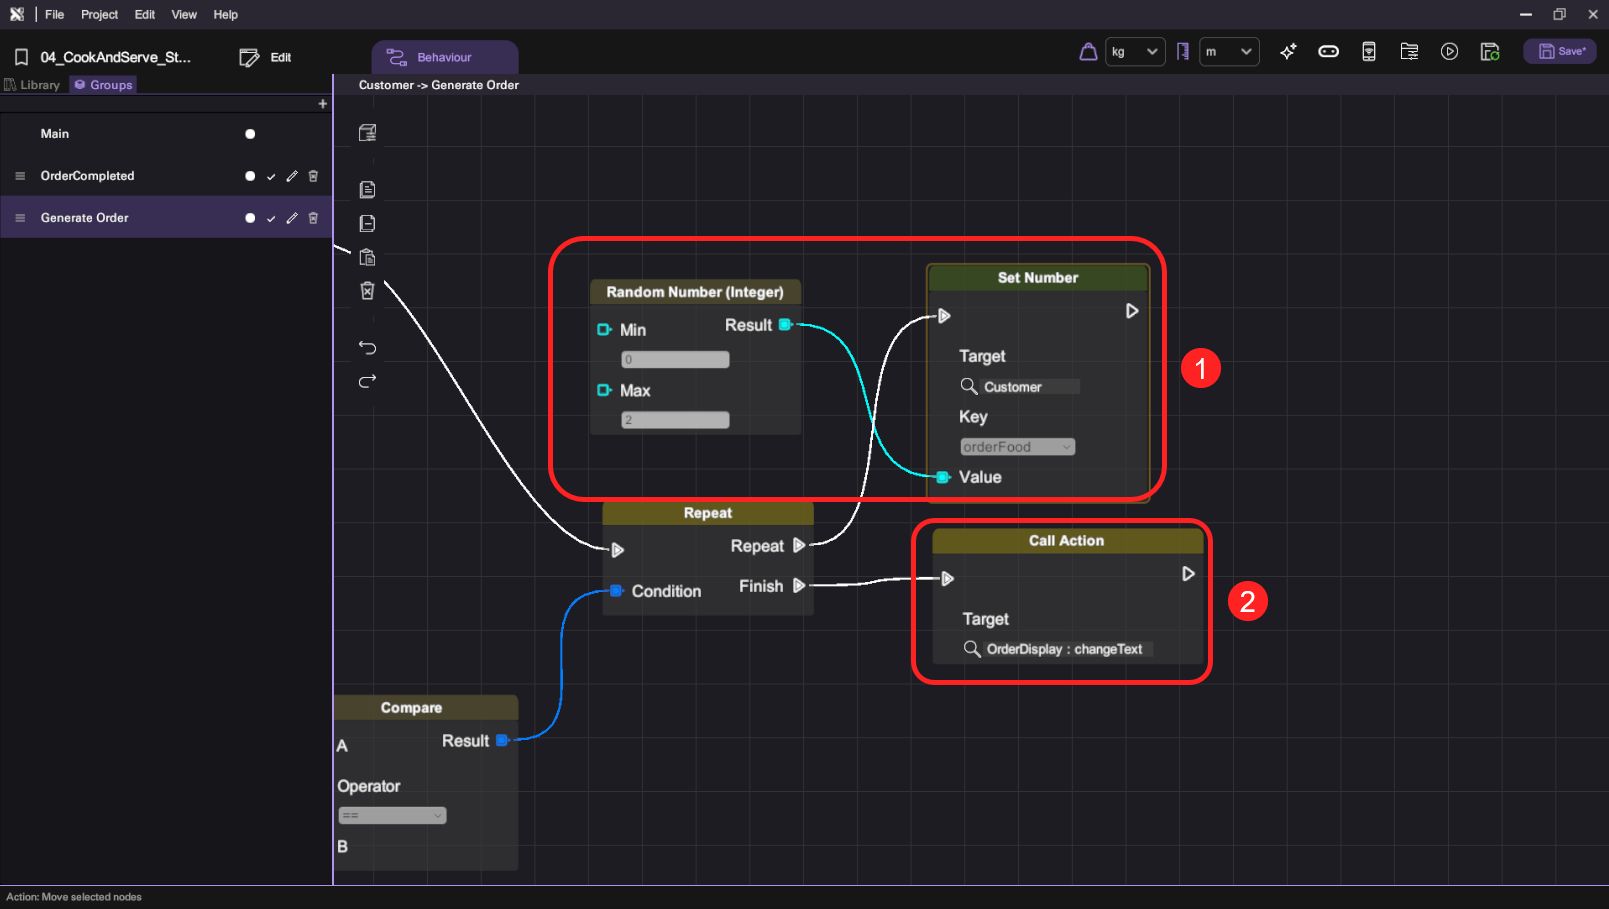 File Project Edit View Help
04_CookAndServe_St... Edit Behaviour kg m Save*
Library Groups
Customer -> Generate Order
+
Main
OrderCompleted
Generate Order
Random Number (Integer)
Min Result
0
Max
2
Set Number
Target
Customer
Key
orderFood
Value
1
Repeat
Repeat
Condition Finish
Call Action
Target
OrderDisplay : changeText
2
Compare
A Result
Operator
==
B
Action: Move selected nodes